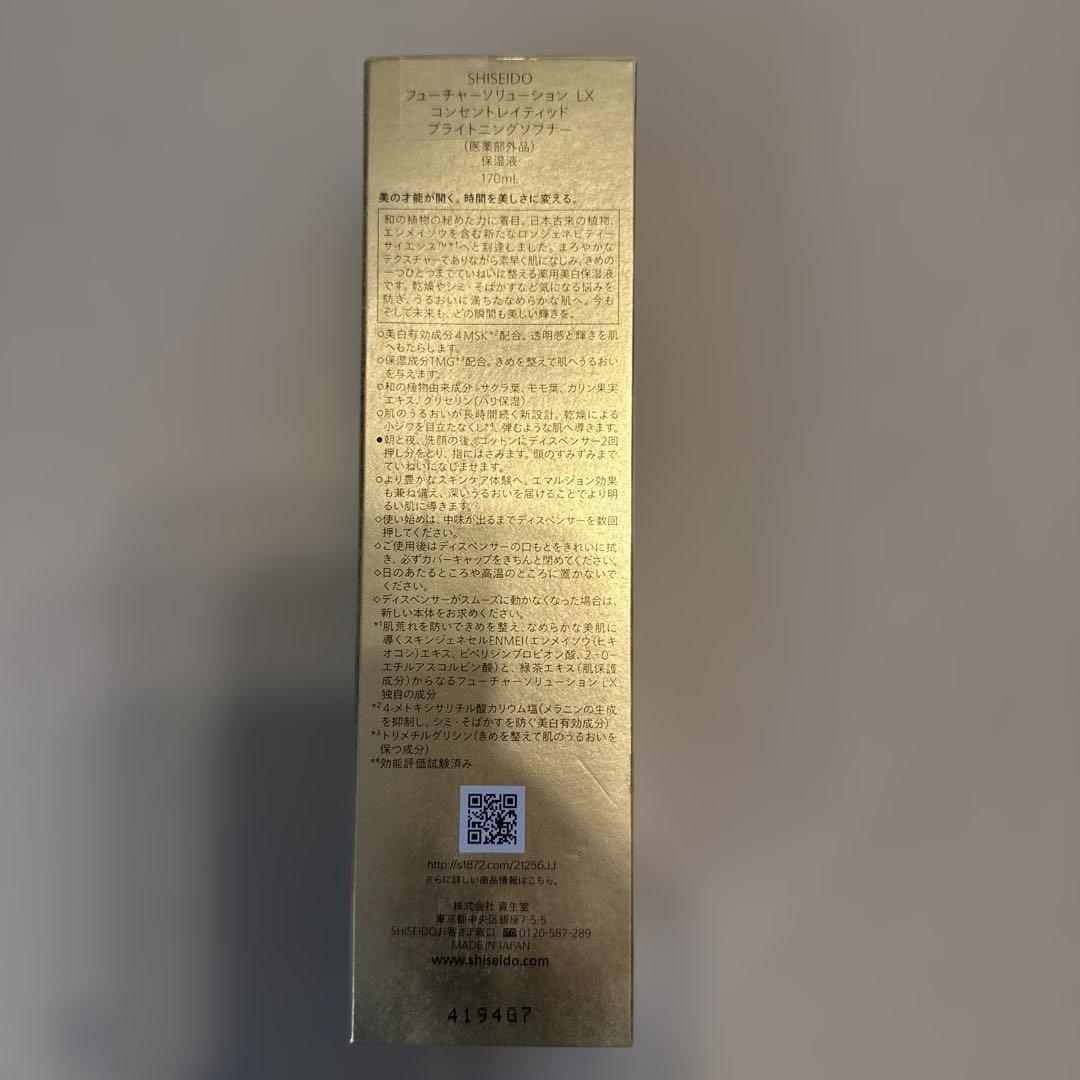 SHISEIDO
フューチャーソリューション LX
コンセントレイティッド
ブライトニングソフナー
(医薬部外品)
保湿液
170mL
美の才能が開く。時間を美しさに変える。
和の植物の秘めた力に着目。日本古来の植物、
エンメイソウを含む新たなロンジェネビティー
サイエンス™*1へと到達しました。まろやかな
テクスチャーでありながら素早く肌になじみ、きめの
一つひとつまでていねいに整える薬用美白保湿液
です。乾燥やシミ・そばかすなど気になる悩みを
防ぎ、うるおいに満ちたなめらかな肌へ。今も
そして未来も、どの瞬間も美しい輝きを。
○美白有効成分4MSK*2配合。透明感と輝きを肌
へもたらします。
○保湿成分TMG*3配合。きめを整えて肌へうるおい
を与えます。
○和の植物由来成分 サクラ葉、モモ葉、カリン果実
エキス、グリセリン(ハリ保湿)
○肌のうるおいが長時間続く新設計。乾燥による
小ジワを目立たなくし*4、弾むような肌へ導きます。
●朝と夜、洗顔の後、コットンにディスペンサー2回
押し分をとり、指にはさみます。顔のすみずみまで
ていねいになじませます。
○より豊かなスキンケア体験へ。エマルジョン効果
も兼ね備え、深いうるおいを届けることでより明
るい肌に導きます。
◇使い始めは、中味が出るまでディスペンサーを数回
押してください。
◇ご使用後はディスペンサーの口もとをきれいに拭
き、必ずカバーキャップをきちんと閉めてください。
◇日のあたるところや高温のところに置かないで
ください。
◇ディスペンサーがスムーズに動かなくなった場合は、
新しい本体をお求めください。
*1肌荒れを防いできめを整え、なめらかな美肌に
導くスキンジェネセルENMEI(エンメイソウ(ヒキ
オコシ)エキス、ピペリジンプロピオン酸、2-O-
エチルアスコルビン酸)と、緑茶エキス(肌保護
成分)からなるフューチャーソリューション LX
独自の成分
*2 4-メトキシサリチル酸カリウム塩(メラニンの生成
を抑制し、シミ・そばかすを防ぐ美白有効成分)
*3トリメチルグリシン(きめを整えて肌のうるおいを
保つ成分)
*4効能評価試験済み
http://s1872.com/21256JJ
さらに詳しい商品情報はこちら。
株式会社 資生堂
東京都中央区銀座7-5-5
SHISEIDOお客さま窓口 0120-587-289
MADE IN JAPAN
www.shiseido.com
4194G7